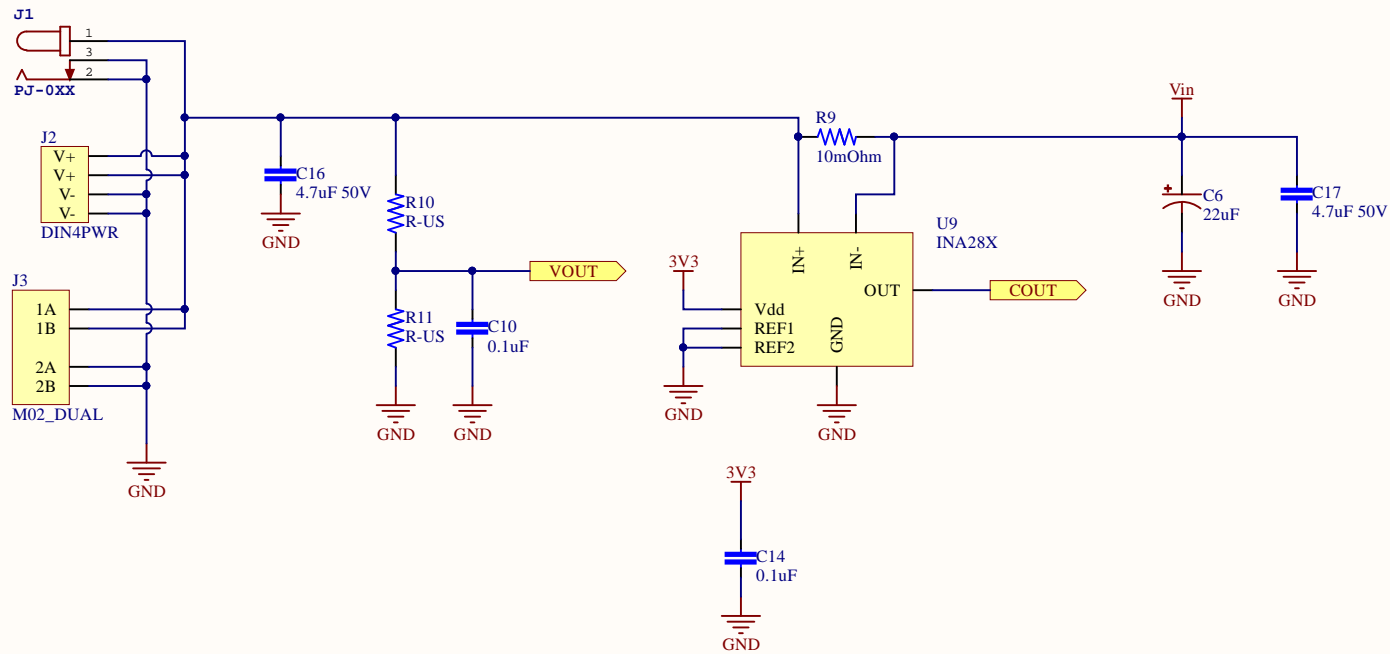 J1
1
3
2
PJ-0XX
J2
V+
V+
V-
V-
DIN4PWR
J3
1A
1B
2A
2B
M02_DUAL
GND
C16
4.7uF 50V
GND
R10
R-US
VOUT
R11
R-US
C10
0.1uF
GND
GND
R9
10mOhm
U9
INA28X
IN+
IN-
3V3
Vdd
REF1
REF2
GND
OUT
COUT
GND
GND
Vin
C6
22uF
GND
C17
4.7uF 50V
GND
3V3
C14
0.1uF
GND